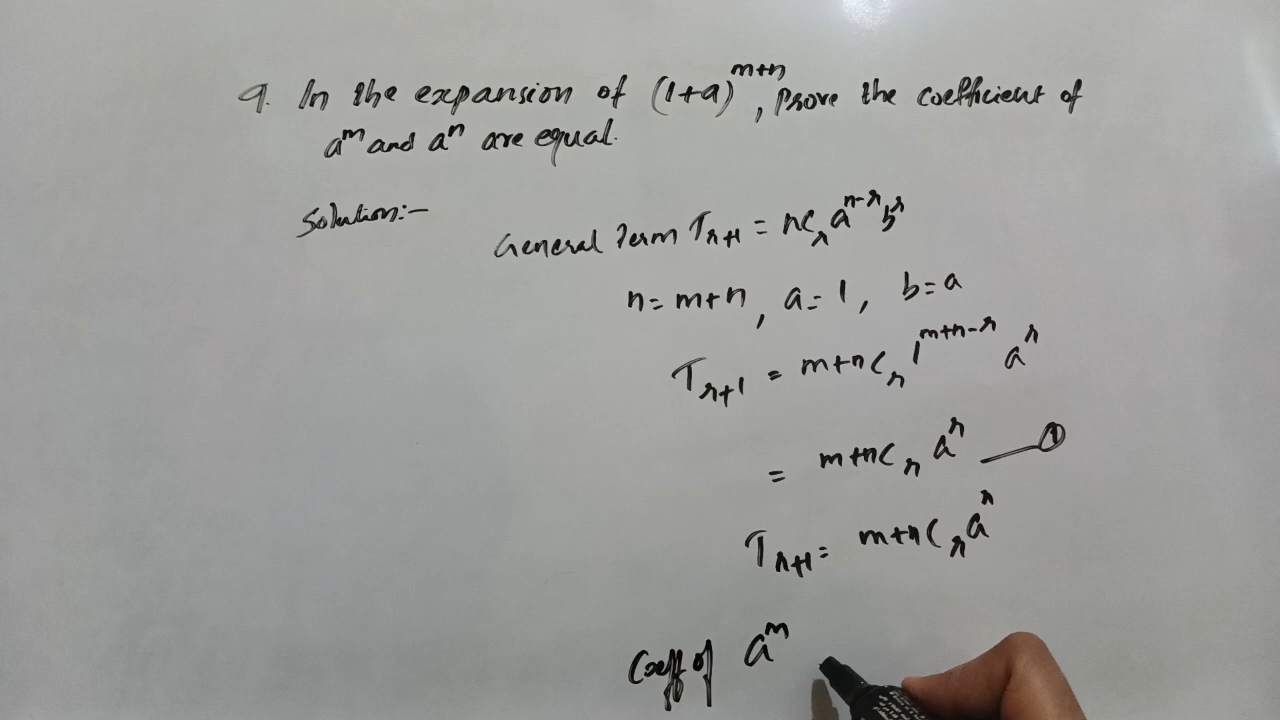 9. In the expansion of (1+a)^{m+n}, Prove the coefficient of
a^m and a^n are equal.
Solution:-
General Term T_{r+1} = nC_r a^{n-r} b^r
n = m+n, a = 1, b = a
T_{r+1} = m+nC_r 1^{m+n-r} a^r
= m+nC_r a^r — ①
T_{r+1} = m+nC_r a^r
Coeff of a^m